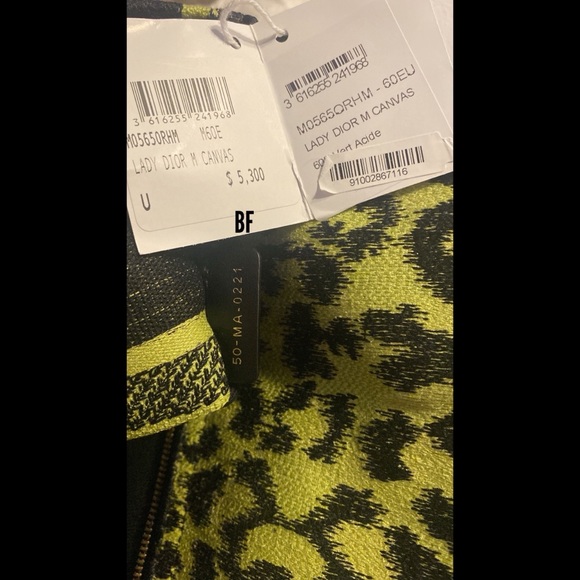 3 616255 241968
M0565ORHM M60E
LADY DIOR M CANVAS
$ 5,300
U
3 616255 241968
M0565ORHM - 60EU
LADY DIOR M CANVAS
Vert Acide
91002867116
BF
50-MA-0221